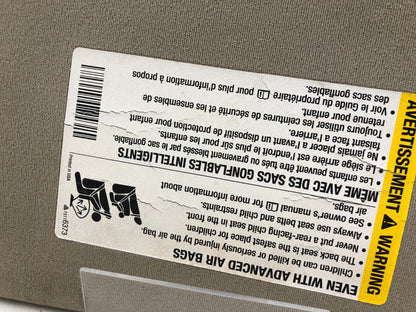 WARNING
EVEN WITH ADVANCED AIR BAGS
• Children can be killed or seriously injured by the air bag.
• The back seat is the safest place for children.
• Never put a rear-facing child seat in the front.
• Always use seat belts and child restraints.
• See owner's manual for more information about
air bags.
AVERTISSEMENT
MÊME AVEC DES SACS GONFLABLES INTELLIGENTS
• Les enfants peuvent être tués ou gravement blessés par le sac gonflable.
• Le siège arrière est l'endroit le plus sûr pour les enfants.
• Ne jamais placer à l'avant un dispositif de protection pour enfant
faisant face à l'arrière.
• Toujours utiliser les ceintures de sécurité et les ensembles de
• Voir le Guide du propriétaire pour plus d'information à propos
des sacs gonflables.
Printed in USA